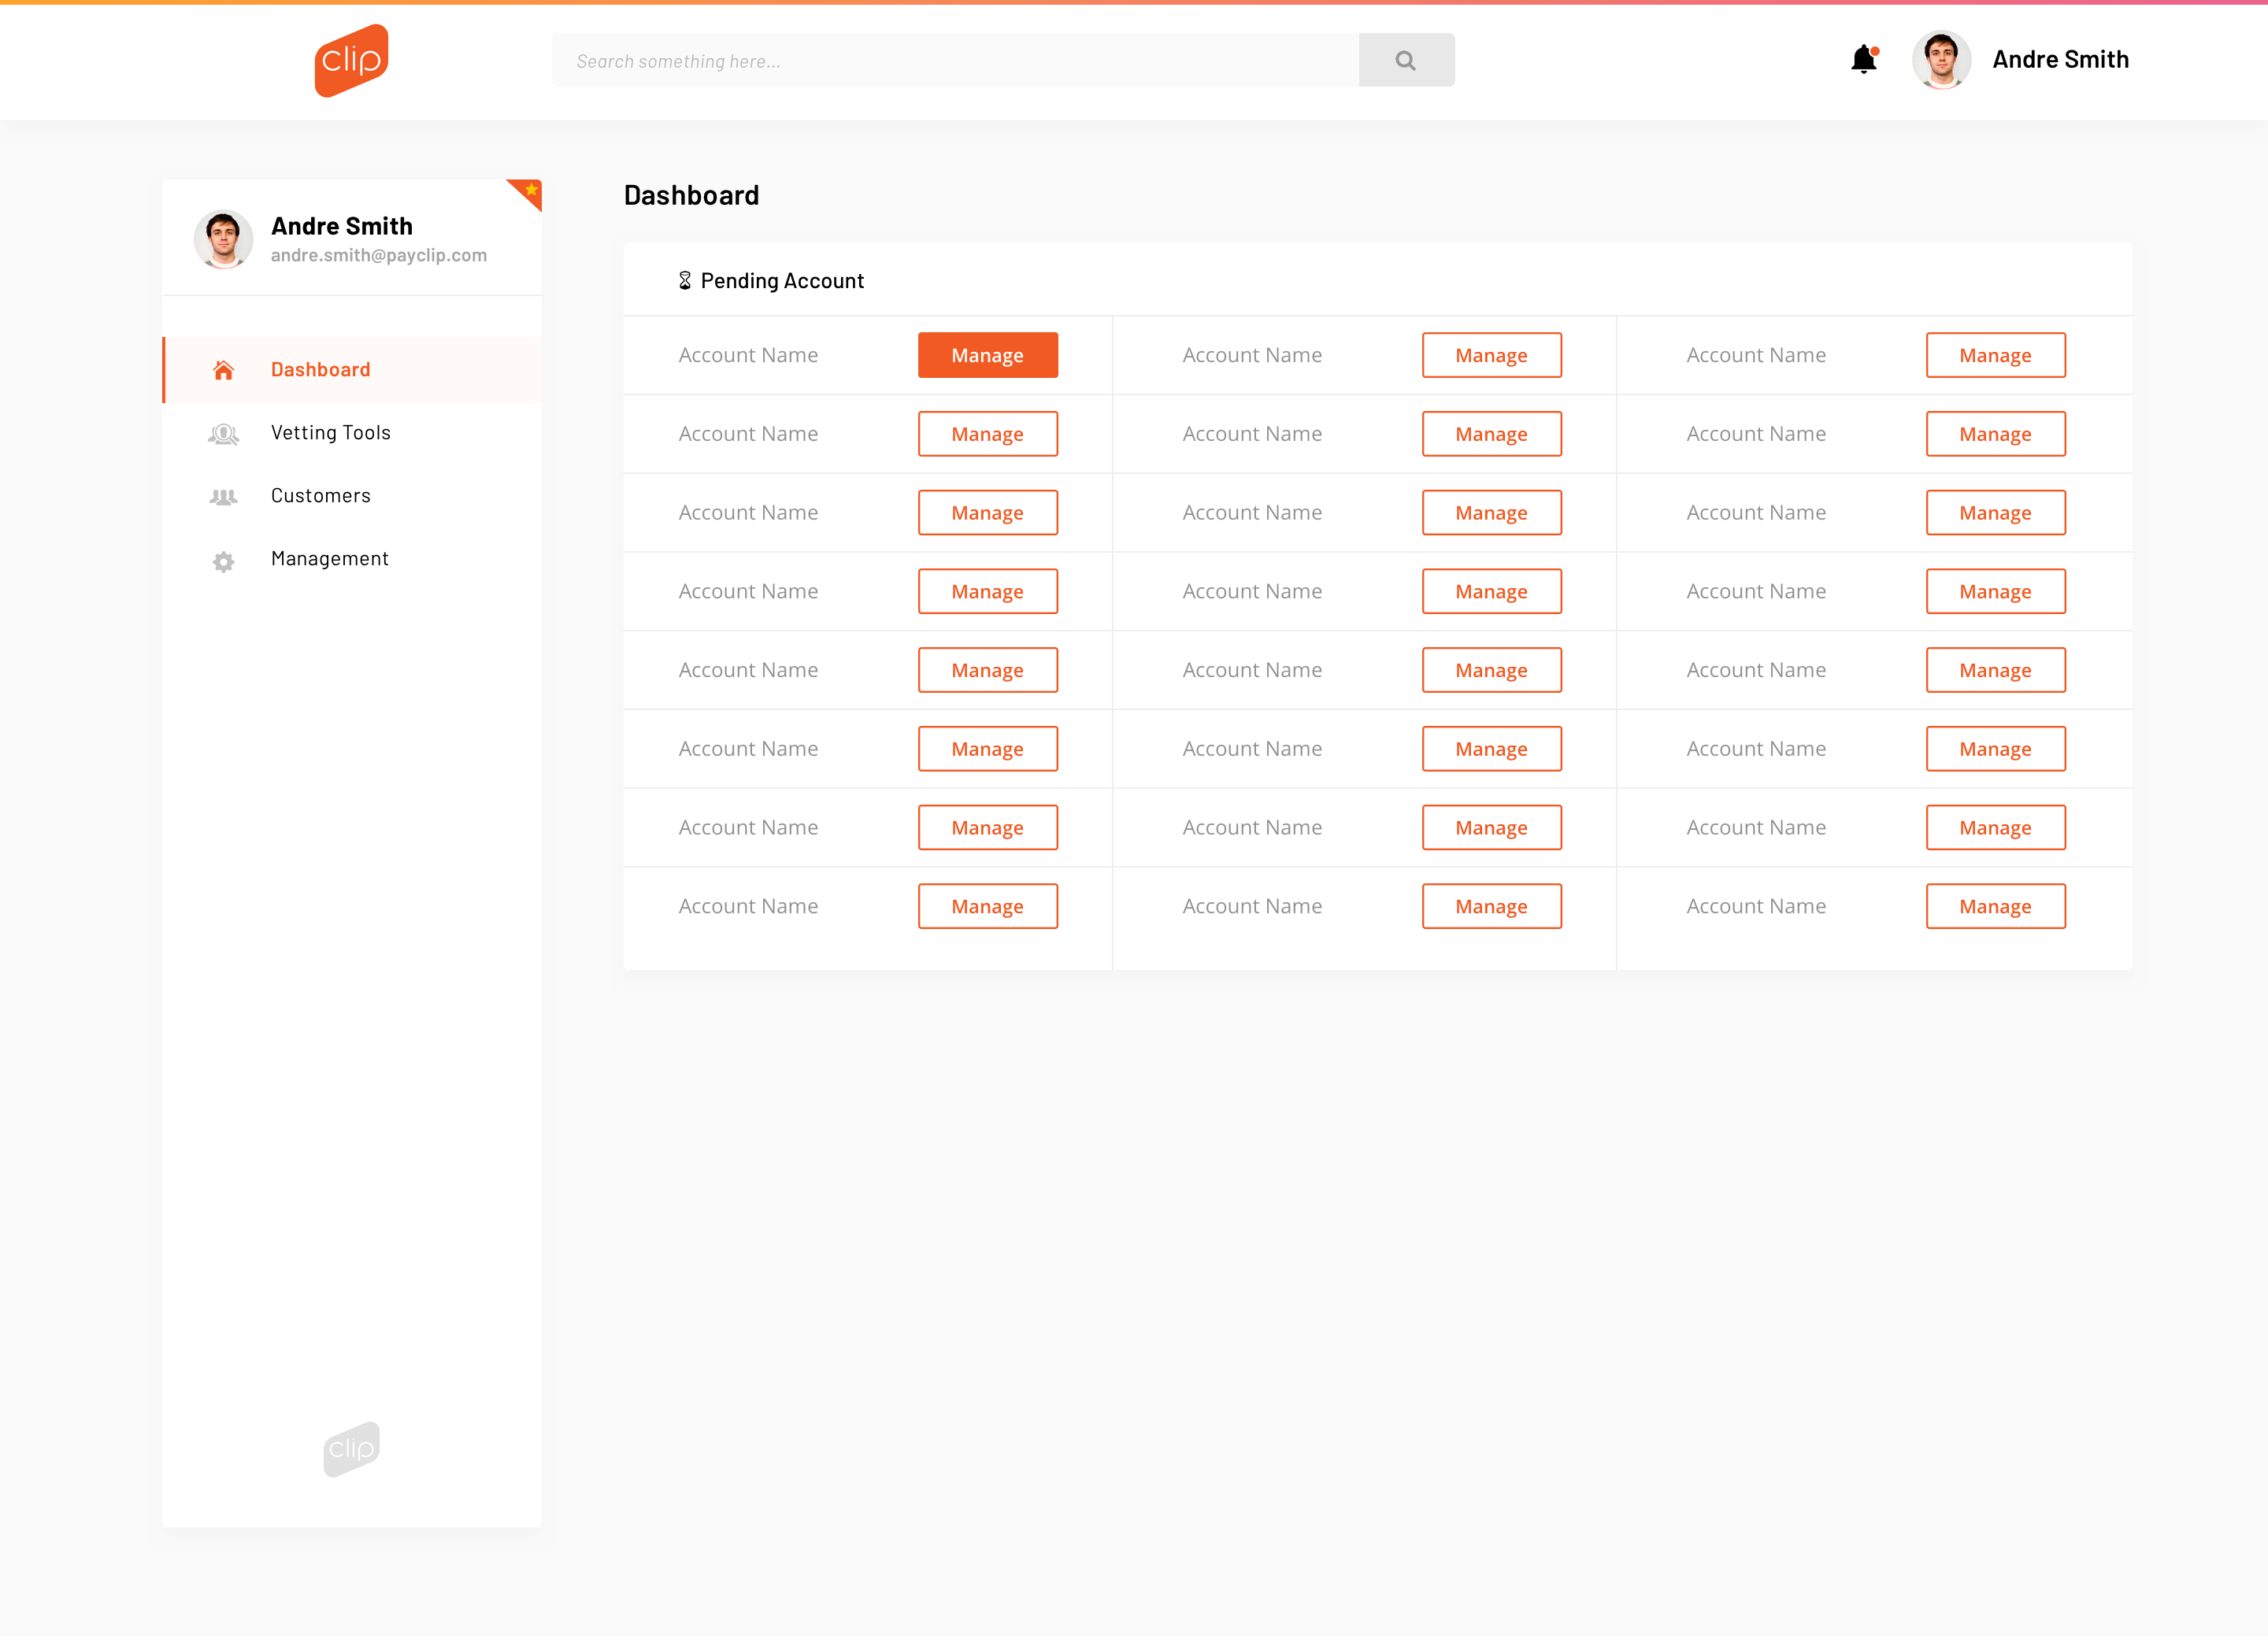 clip
Search something here...
Andre Smith
Andre Smith
andre.smith@payclip.com
Dashboard
Vetting Tools
Customers
Management
clip
Dashboard
Pending Account
Account Name Manage Account Name Manage Account Name Manage
Account Name Manage Account Name Manage Account Name Manage
Account Name Manage Account Name Manage Account Name Manage
Account Name Manage Account Name Manage Account Name Manage
Account Name Manage Account Name Manage Account Name Manage
Account Name Manage Account Name Manage Account Name Manage
Account Name Manage Account Name Manage Account Name Manage
Account Name Manage Account Name Manage Account Name Manage